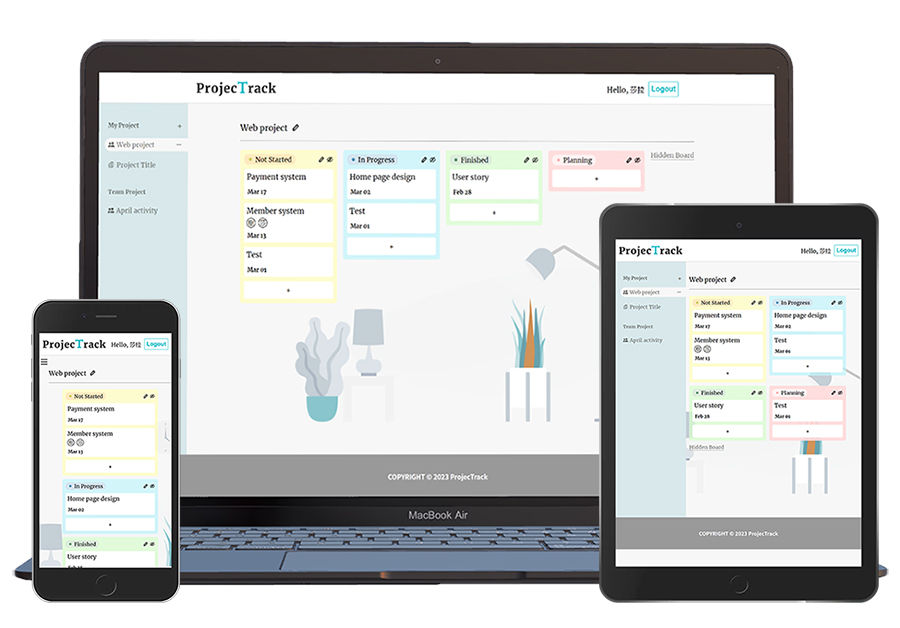 ProjecTrack
Hello, 莎拉 Logout
My Project +
Web project
Project Title
Team Project
April activity
Web project
Not Started
Payment system
Mar 17
Member system
Mar 13
Test
Mar 01
+
In Progress
Home page design
Mar 02
Test
Mar 01
+
Finished
User story
Feb 28
+
Planning
+
Hidden Board
COPYRIGHT © 2023 ProjecTrack
MacBook Air
ProjecTrack
Hello, 莎拉 Logout
Web project
Not Started
Payment system
Mar 17
Member system
Mar 13
+
In Progress
Home page design
Mar 02
+
Finished
User story
ProjecTrack
Hello, 莎拉 Logout
My Project +
Web project
Project Title
Team Project
April activity
Web project
Not Started
Payment system
Mar 17
Member system
Mar 13
+
In Progress
Home page design
Mar 02
Test
Mar 01
+
Finished
User story
Feb 28
+
Planning
Test
Mar 01
+
Hidden Board
COPYRIGHT © 2023 ProjecTrack